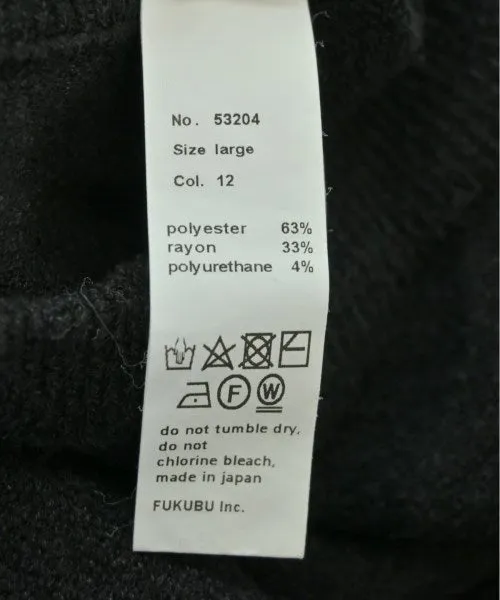 No. 53204
Size large
Col. 12
polyester 63%
rayon 33%
polyurethane 4%
F W
do not tumble dry,
do not
chlorine bleach,
made in japan
FUKUBU Inc.